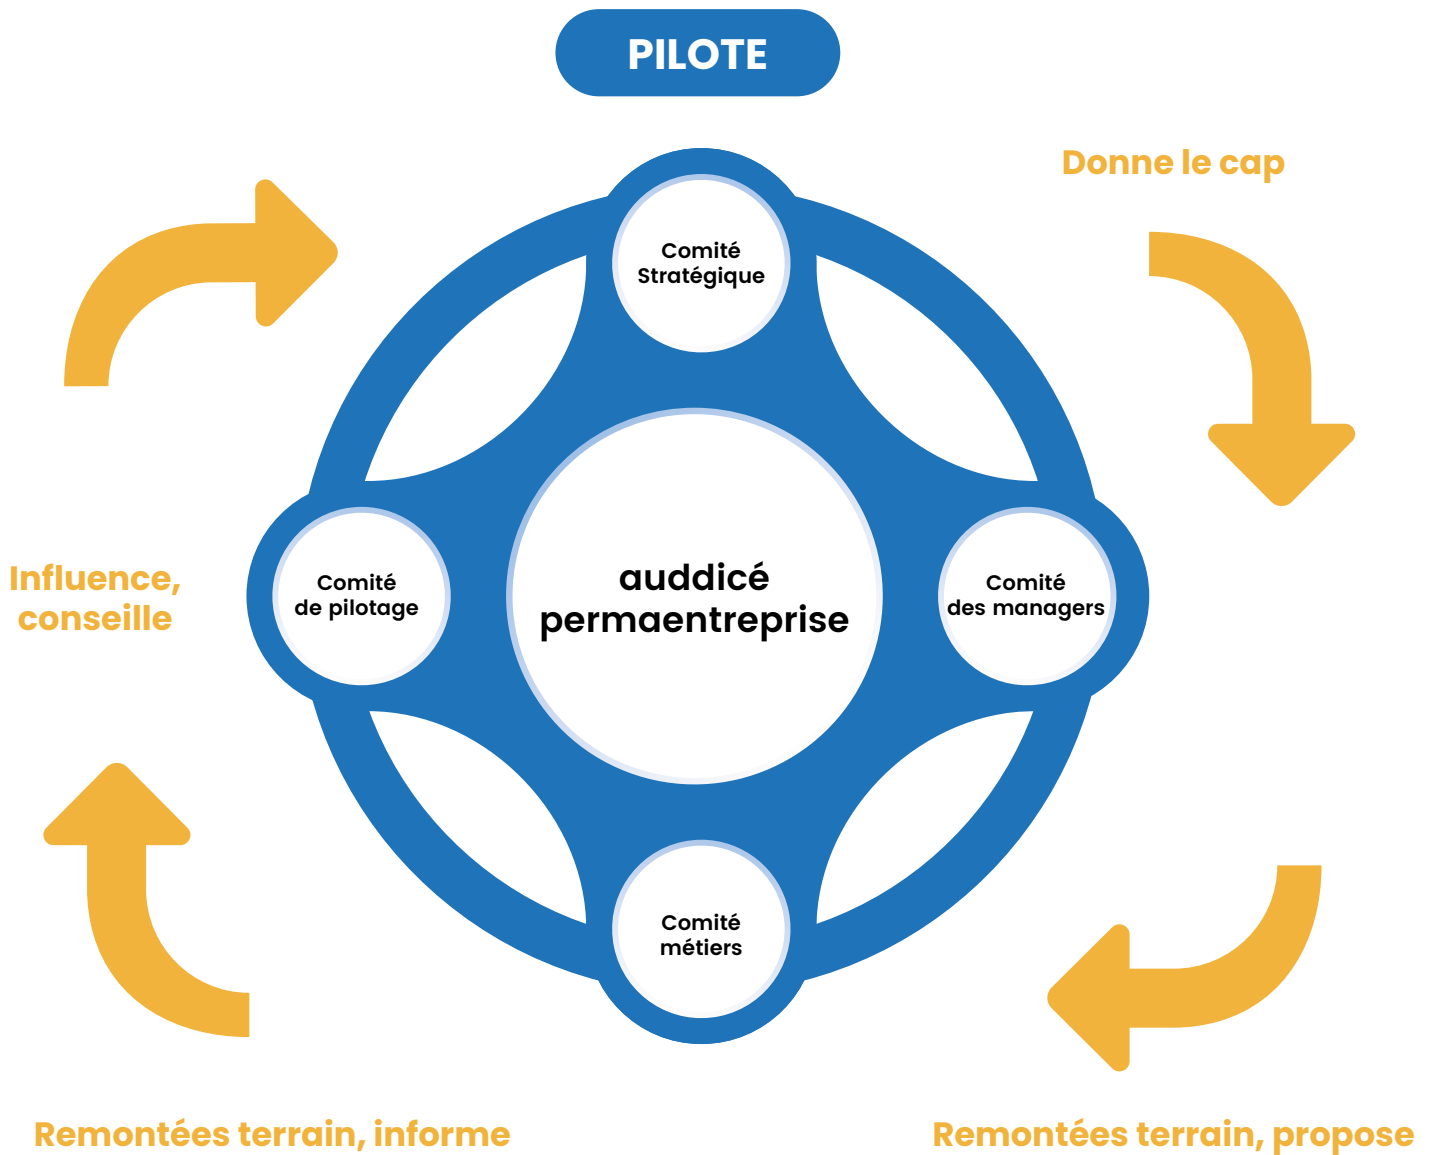 PILOTE
Donne le cap
Comité
Stratégique
Influence,
conseille
Comité
de pilotage
auddicé
permaentreprise
Comité
des managers
Comité
métiers
Remontées terrain, informe
Remontées terrain, propose